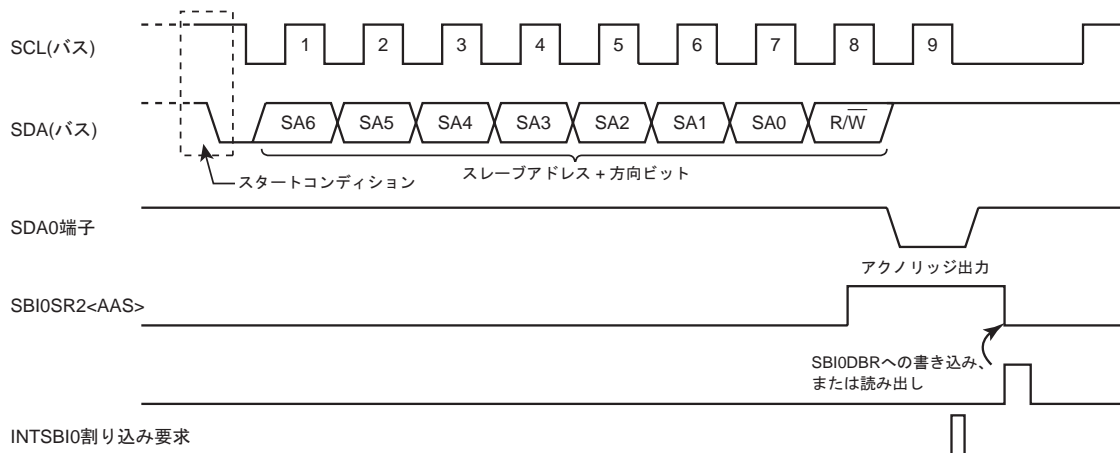 SCL(バス)
1 2 3 4 5 6 7 8 9
SDA(バス)
SA6 SA5 SA4 SA3 SA2 SA1 SA0 R/W̅
スタートコンディション
スレーブアドレス + 方向ビット
SDA0端子
アクノリッジ出力
SBI0SR2<AAS>
SBI0DBRへの書き込み、
または読み出し
INTSBI0割り込み要求